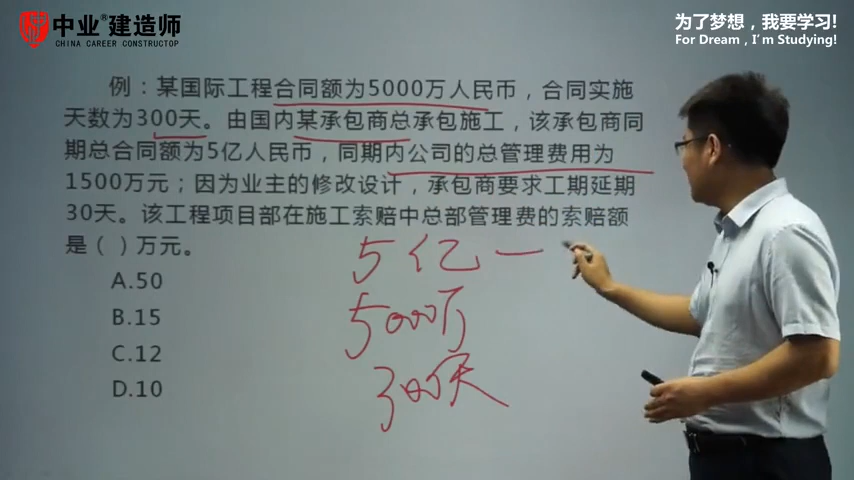 中业®建造师
CHINA CAREER CONSTRUCTOP
为了梦想，我要学习!
For Dream , I'm Studying!
例：某国际工程合同额为5000万人民币，合同实施
天数为300天。由国内某承包商总承包施工，该承包商同
期总合同额为5亿人民币，同期内公司的总管理费用为
1500万元；因为业主的修改设计，承包商要求工期延期
30天。该工程项目部在施工索赔中总部管理费的索赔额
是（ ）万元。
A.50
B.15
C.12
D.10
5亿一
5000万
300天